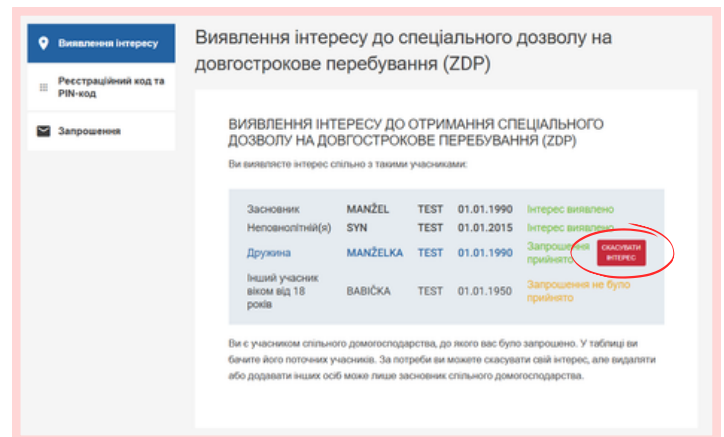 Виявлення інтересу
Реєстраційний код та
PIN-код
Запрошення
Виявлення інтересу до спеціального дозволу на
довгострокове перебування (ZDP)
ВИЯВЛЕННЯ ІНТЕРЕСУ ДО ОТРИМАННЯ СПЕЦІАЛЬНОГО
ДОЗВОЛУ НА ДОВГОСТРОКОВЕ ПЕРЕБУВАННЯ (ZDP)
Ви виявляєте інтерес спільно з такими учасниками:
Засновник MANŽEL TEST 01.01.1990 Інтерес виявлено
Неповнолітній(я) SYN TEST 01.01.2015 Інтерес виявлено
Дружина MANŽELKA TEST 01.01.1990 Запрошення прийнято СКАСУВАТИ ІНТЕРЕС
Інший учасник
віком від 18
років
BABIČKA TEST 01.01.1950 Запрошення не було
прийнято
Ви є учасником спільного домогосподарства, до якого вас було запрошено. У таблиці ви
бачите його поточних учасників. За потреби ви можете скасувати свій інтерес, але видаляти
або додавати інших осіб може лише засновник спільного домогосподарства.